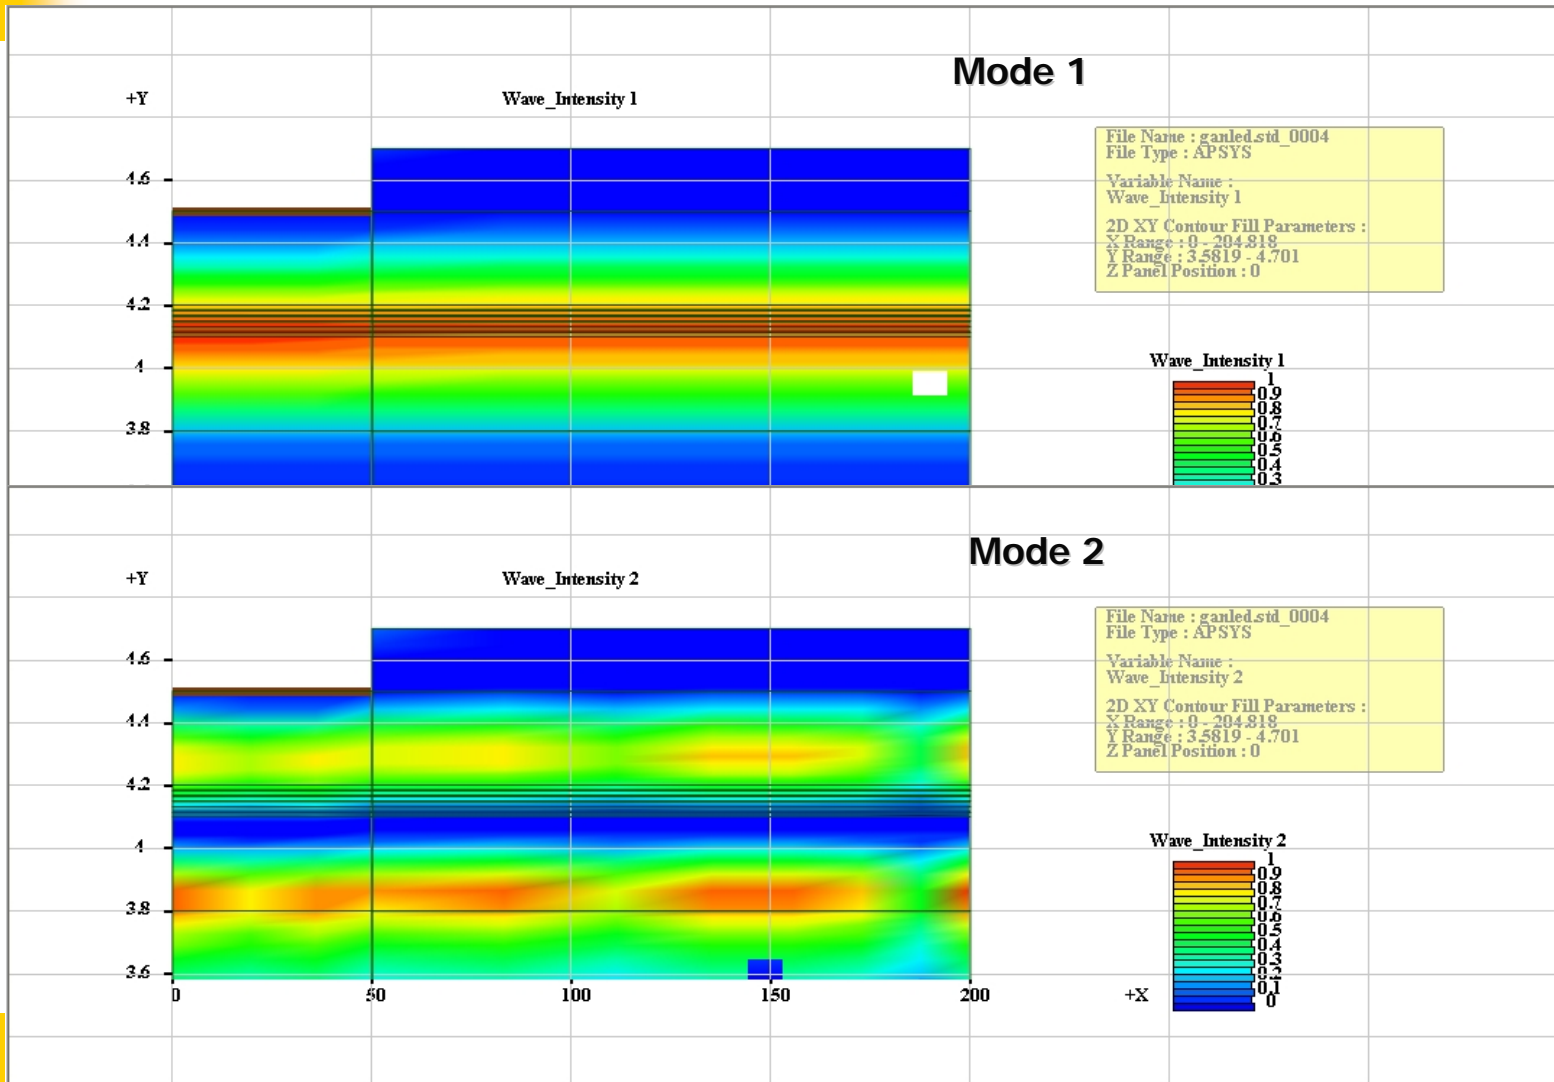 Mode 1
+Y
Wave_Intensity 1
File Name : ganled.std_0004
File Type : APSYS
Variable Name :
Wave_Intensity 1
2D XY Contour Fill Parameters :
X Range : 0 - 204.818
Y Range : 3.5819 - 4.701
Z Panel Position : 0
4.6
4.4
4.2
4
3.8
Wave_Intensity 1
1
0.9
0.8
0.7
0.6
0.5
0.4
0.3
Mode 2
+Y
Wave_Intensity 2
File Name : ganled.std_0004
File Type : APSYS
Variable Name :
Wave_Intensity 2
2D XY Contour Fill Parameters :
X Range : 0 - 204.818
Y Range : 3.5819 - 4.701
Z Panel Position : 0
4.6
4.4
4.2
4
3.8
3.6
Wave_Intensity 2
1
0.9
0.8
0.7
0.6
0.5
0.4
0.3
0.2
0.1
0
0 50 100 150 200 +X